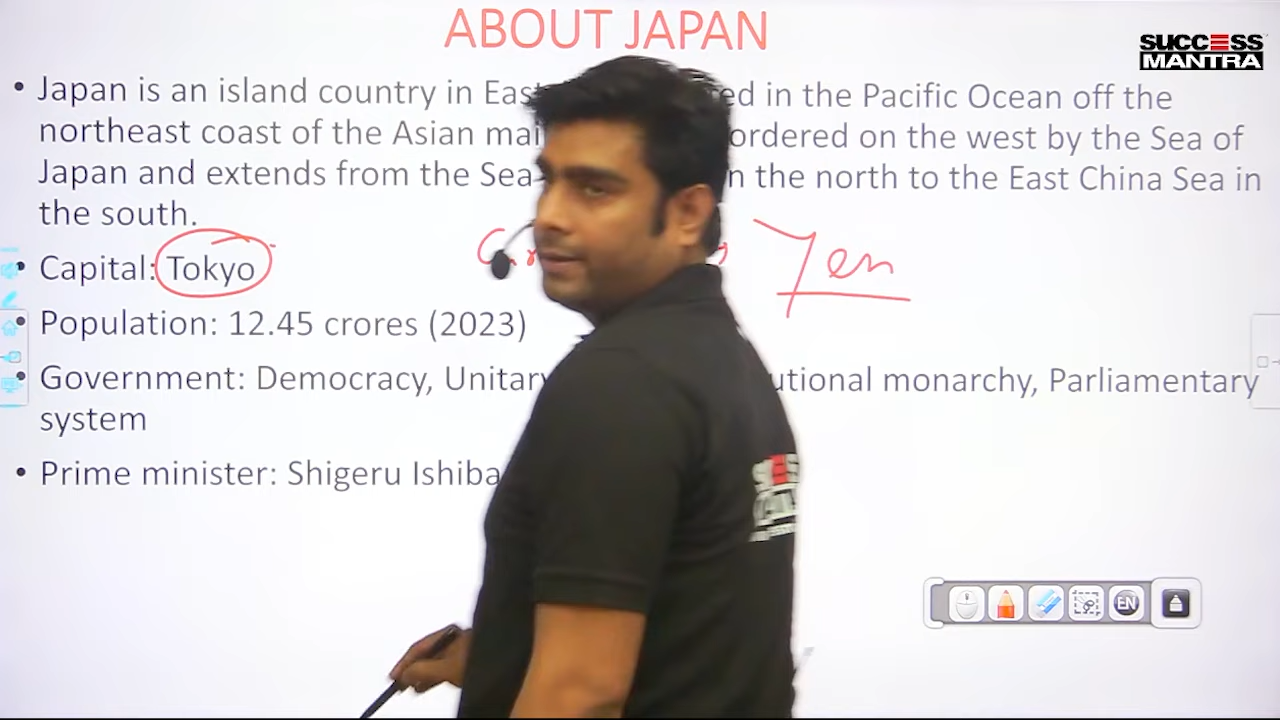 ABOUT JAPAN
SUCCESS
MANTRA
• Japan is an island country in East ed in the Pacific Ocean off the
northeast coast of the Asian mai ordered on the west by the Sea of
Japan and extends from the Sea n the north to the East China Sea in
the south.
• Capital: Tokyo Yen
• Population: 12.45 crores (2023)
• Government: Democracy, Unitary utional monarchy, Parliamentary
system
• Prime minister: Shigeru Ishiba
EN